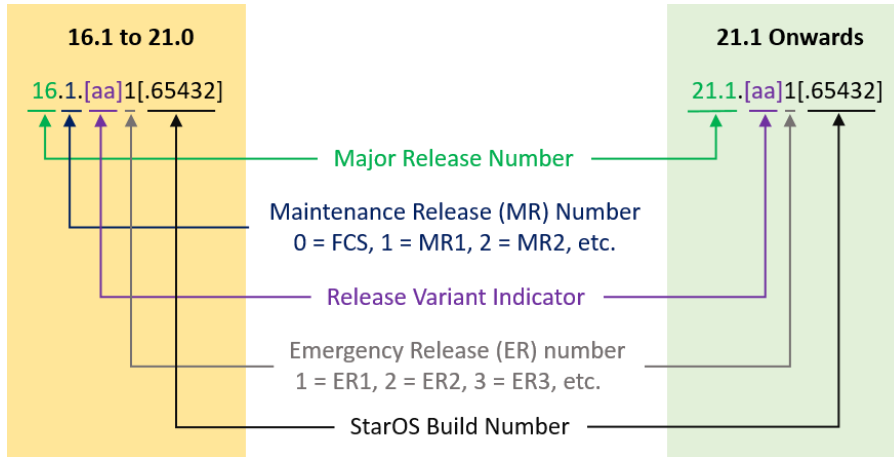 16.1 to 21.0
21.1 Onwards
16.1.[aa]1[.65432]
21.1.[aa]1[.65432]
Major Release Number
Maintenance Release (MR) Number
0 = FCS, 1 = MR1, 2 = MR2, etc.
Release Variant Indicator
Emergency Release (ER) number
1 = ER1, 2 = ER2, 3 = ER3, etc.
StarOS Build Number